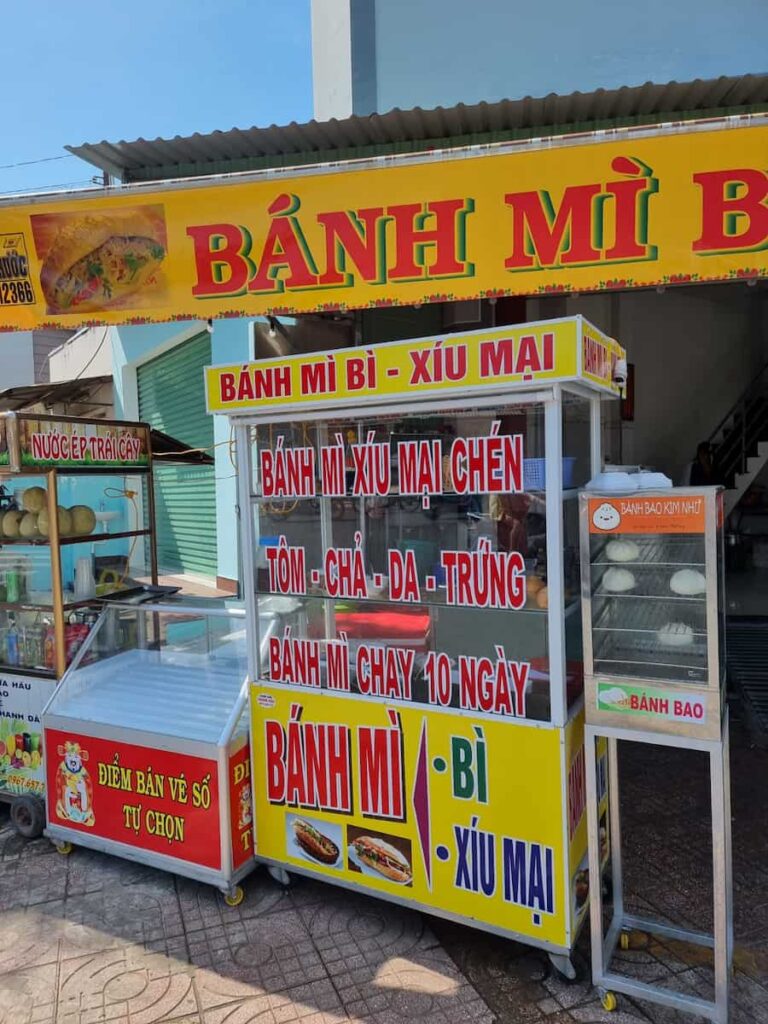 BÁNH MÌ B
12366
BÁNH MÌ BÌ - XÍU MẠI
BÁNH MÌ
NƯỚC ÉP TRÁI CÂY
BÁNH MÌ XÍU MẠI CHÉN
TÔM - CHẢ - DA - TRỨNG
BÁNH MÌ CHAY 10 NGÀY
BÁNH MÌ
BÌ
XÍU MẠI
ĐIỂM BÁN VÉ SỐ
TỰ CHỌN
BÁNH BAO KIM NHƯ
BÁNH BAO